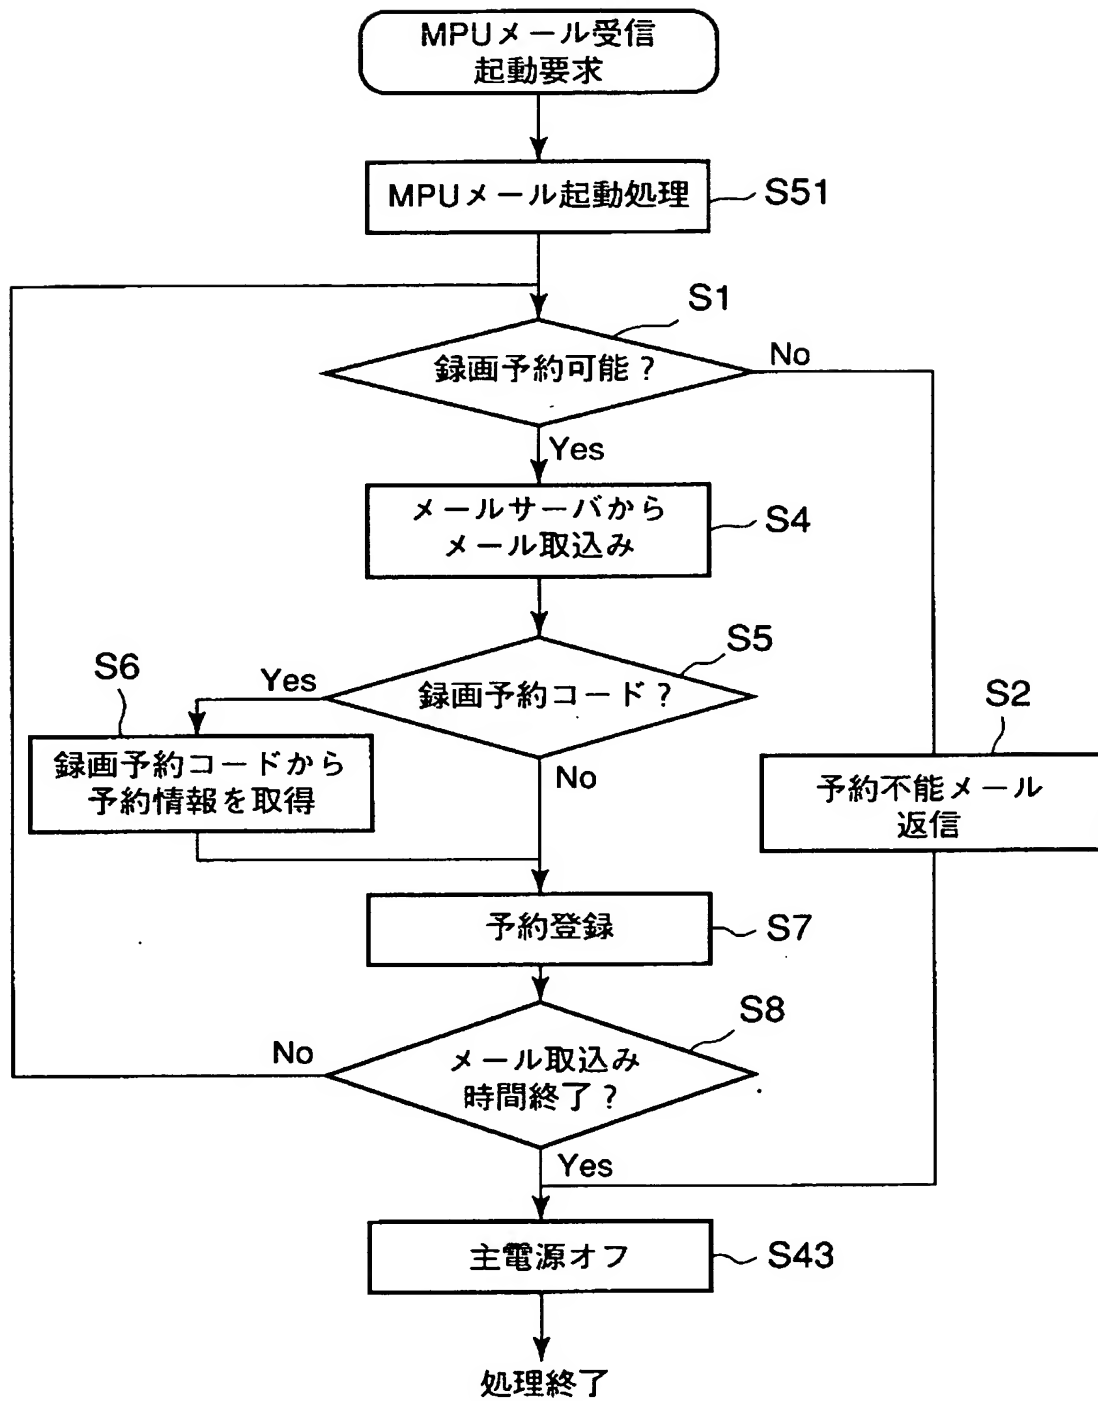 MPUメール受信
起動要求
MPUメール起動処理
S51
S1
録画予約可能？
No
Yes
メールサーバから
メール取込み
S4
S5
録画予約コード？
Yes
S6
No
S2
録画予約コードから
予約情報を取得
予約不能メール
返信
予約登録
S7
S8
メール取込み
時間終了？
No
Yes
主電源オフ
S43
処理終了